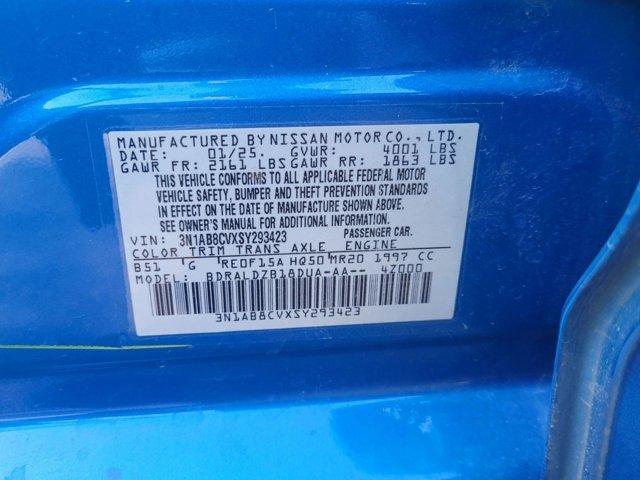 MANUFACTURED BY NISSAN MOTOR CO., LTD.
DATE: 01/25 GVWR: 4001 LBS
GAWR FR: 2161 LBS GAWR RR: 1863 LBS
THIS VEHICLE CONFORMS TO ALL APPLICABLE FEDERAL MOTOR
VEHICLE SAFETY, BUMPER AND THEFT PREVENTION STANDARDS
IN EFFECT ON THE DATE OF MANUFACTURE SHOWN ABOVE.
SEE OWNER'S MANUAL FOR ADDITIONAL INFORMATION.
VIN: 3N1AB8CVXSY293423 PASSENGER CAR.
COLOR TRIM TRANS AXLE ENGINE
B51 G RE0F15A HQ50 MR20 1997 CC
MODEL: BDRALDZB18DUA-AA-- 4Z000
3N1AB8CVXSY293423